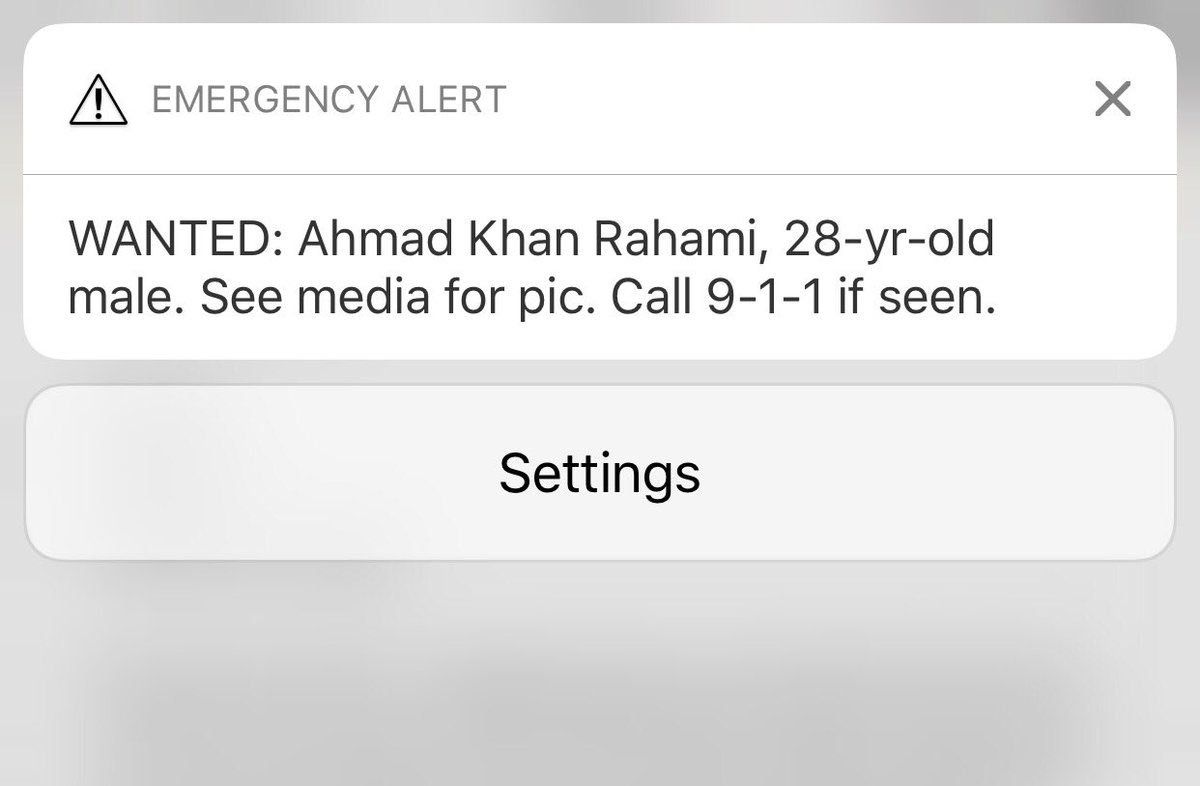 EMERGENCY ALERT
WANTED: Ahmad Khan Rahami, 28-yr-old
male. See media for pic. Call 9-1-1 if seen.
Settings